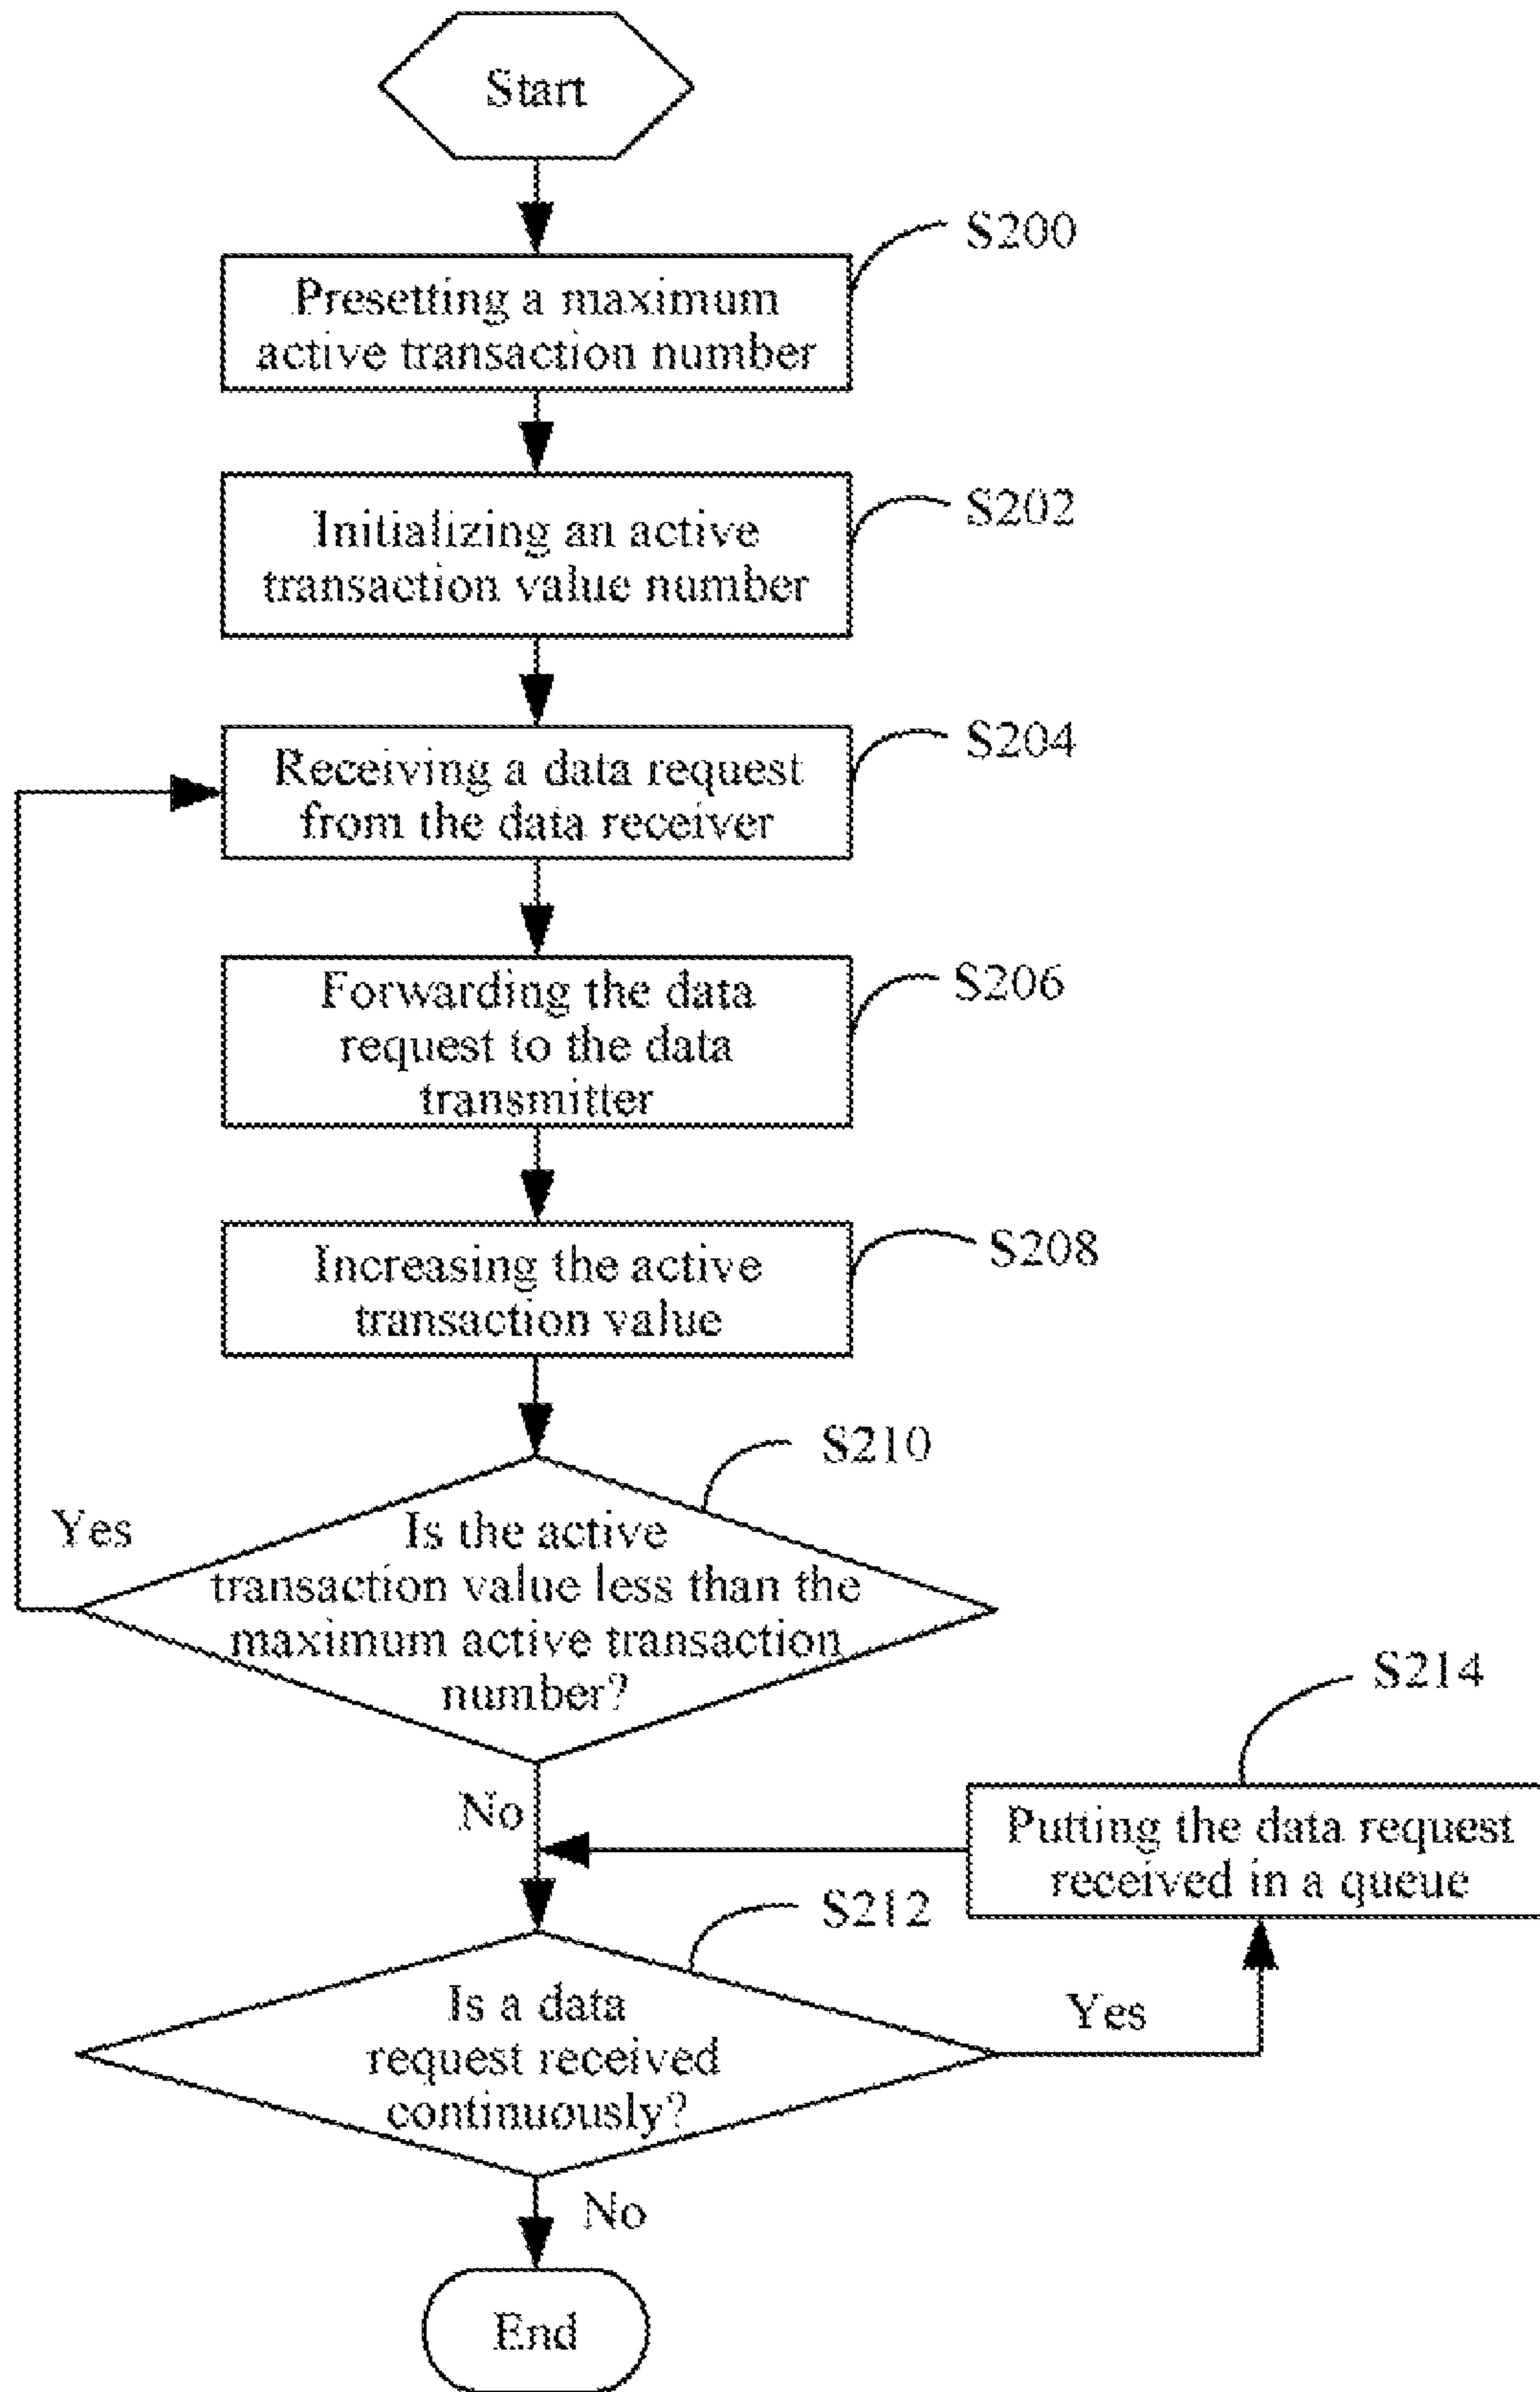 Start
S200
Presetting a maximum
active transaction number
S202
Initializing an active
transaction value number
S204
Receiving a data request
from the data receiver
S206
Forwarding the data
request to the data
transmitter
S208
Increasing the active
transaction value
S210
Yes
Is the active
transaction value less than the
maximum active transaction
number?
S214
No
Putting the data request
received in a queue
S212
Is a data
request received
continuously?
Yes
No
End